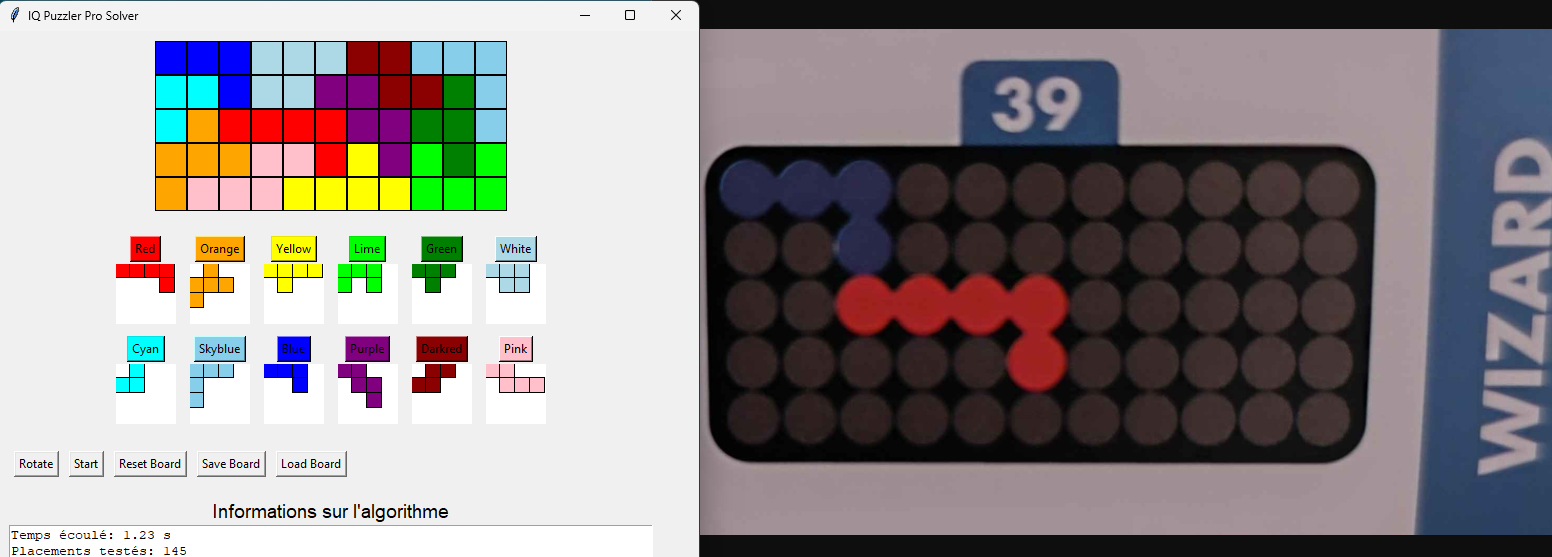 IQ Puzzler Pro Solver
39
WIZARD
Red
Orange
Yellow
Lime
Green
White
Cyan
Skyblue
Blue
Purple
Darkred
Pink
Rotate
Start
Reset Board
Save Board
Load Board
Informations sur l'algorithme
Temps écoulé: 1.23 s
Placements testés: 145